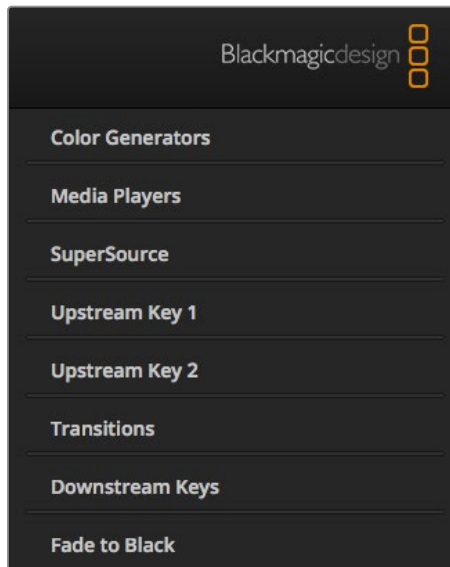 Blackmagicdesign
Color Generators
Media Players
SuperSource
Upstream Key 1
Upstream Key 2
Transitions
Downstream Keys
Fade to Black